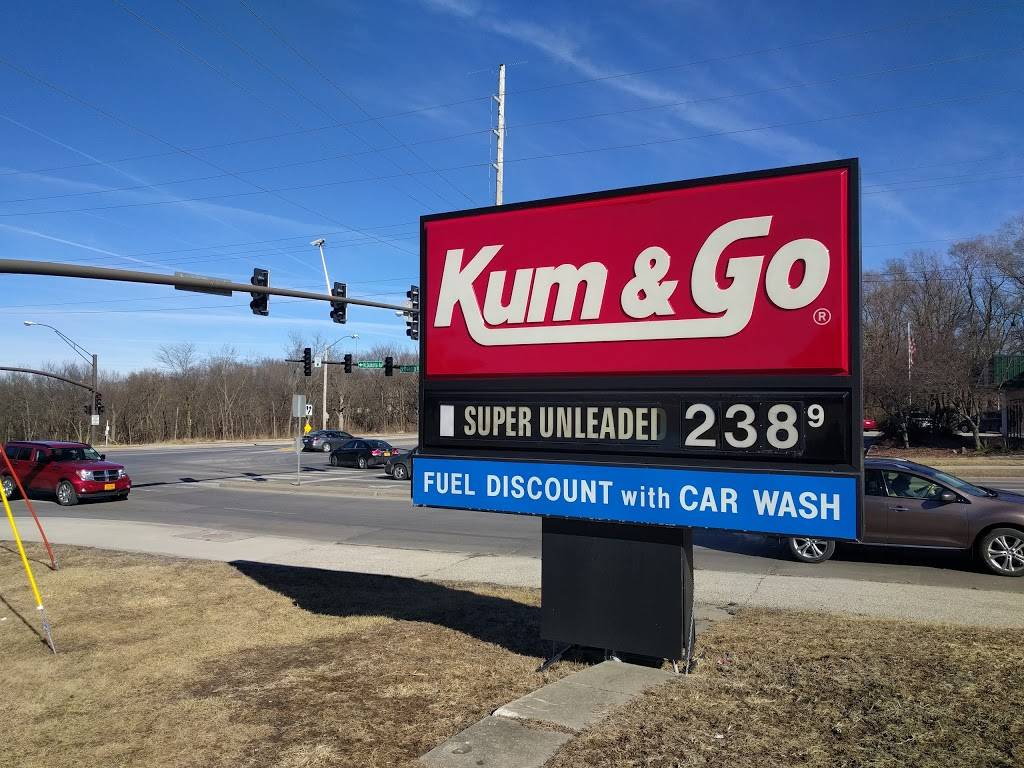 Kum & Go ®
SUPER UNLEADED 238 9
FUEL DISCOUNT with CAR WASH